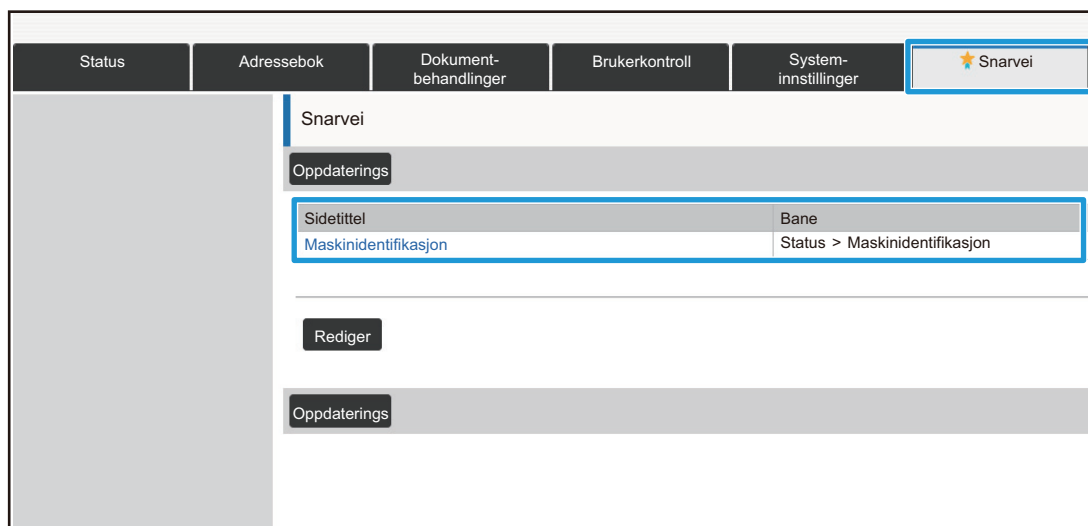 Status
Adressebok
Dokument-
behandlinger
Brukerkontroll
System-
innstillinger
Snarvei
Snarvei
Oppdaterings
Sidetittel Bane
Maskinidentifikasjon Status > Maskinidentifikasjon
Rediger
Oppdaterings